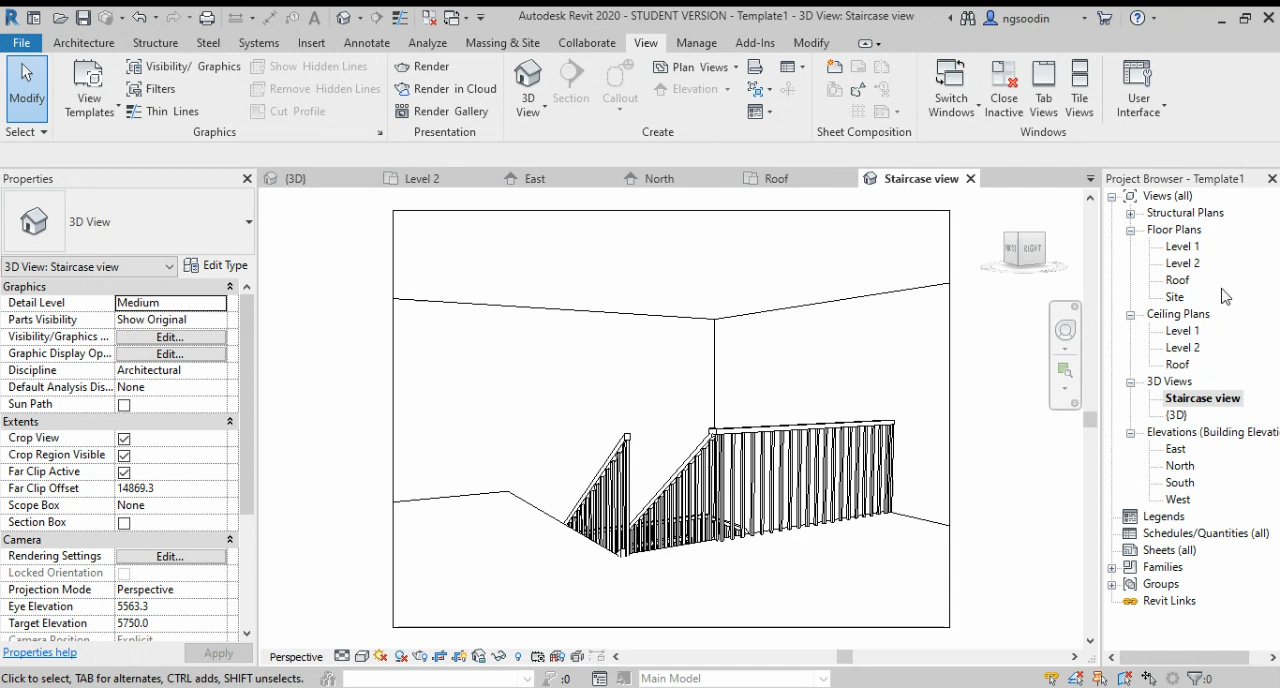 Autodesk Revit 2020 - STUDENT VERSION - Template1 - 3D View: Staircase view
ngsoodin
File Architecture Structure Steel Systems Insert Annotate Analyze Massing & Site Collaborate View Manage Add-Ins Modify
Modify
Select
View Templates
Visibility/ Graphics
Filters
Thin Lines
Show Hidden Lines
Remove Hidden Lines
Cut Profile
Graphics
Render
Render in Cloud
Render Gallery
Presentation
3D View
Section
Callout
Plan Views
Elevation
Create
Sheet Composition
Switch Windows
Close Inactive
Tab Views
Tile Views
Windows
User Interface
Properties
{3D} Level 2 East North Roof Staircase view
3D View
3D View: Staircase view Edit Type
Graphics
Detail Level Medium
Parts Visibility Show Original
Visibility/Graphics ... Edit...
Graphic Display Op... Edit...
Discipline Architectural
Default Analysis Dis... None
Sun Path
Extents
Crop View
Crop Region Visible
Far Clip Active
Far Clip Offset 14869.3
Scope Box None
Section Box
Camera
Rendering Settings Edit...
Locked Orientation
Projection Mode Perspective
Eye Elevation 5563.3
Target Elevation 5750.0
Camera Position Explicit
Properties help Apply
RIGHT
Project Browser - Template1
Views (all)
Structural Plans
Floor Plans
Level 1
Level 2
Roof
Site
Ceiling Plans
Level 1
Level 2
Roof
3D Views
Staircase view
{3D}
Elevations (Building Elevati
East
North
South
West
Legends
Schedules/Quantities (all)
Sheets (all)
Families
Groups
Revit Links
Perspective
Click to select, TAB for alternates, CTRL adds, SHIFT unselects.
:0
Main Model
:0